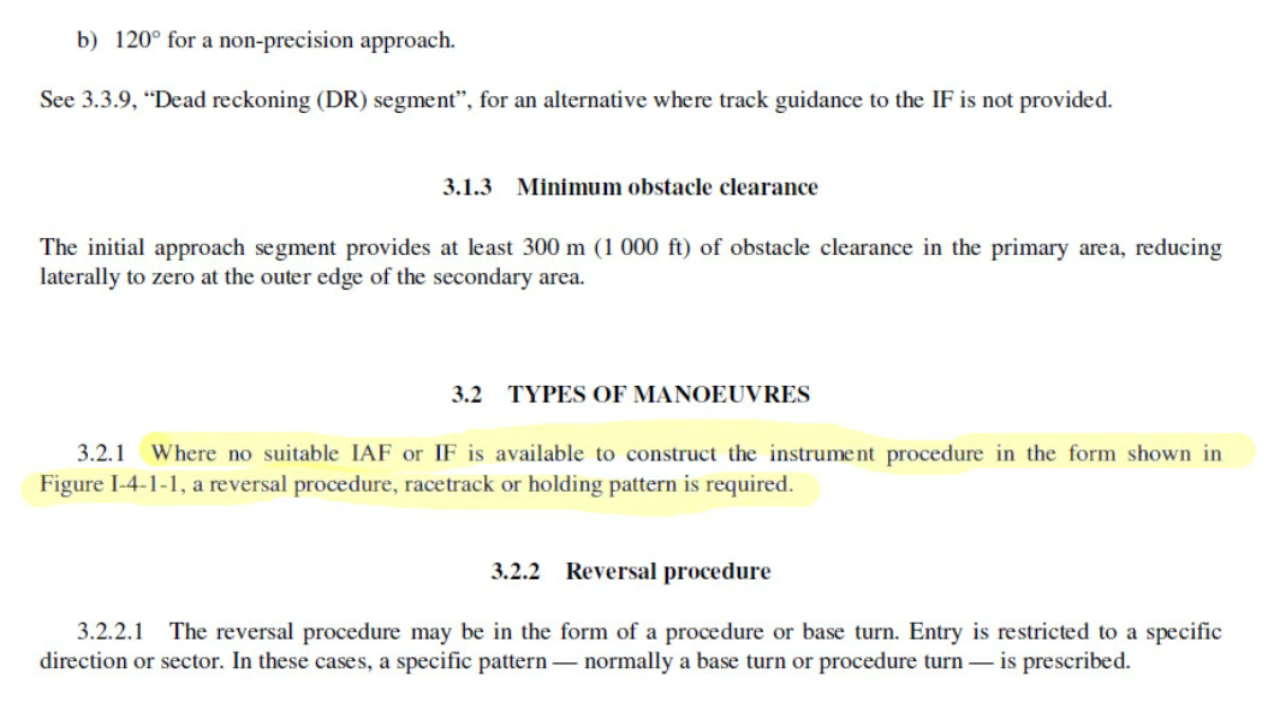 b) 120° for a non-precision approach.
See 3.3.9, “Dead reckoning (DR) segment”, for an alternative where track guidance to the IF is not provided.
3.1.3 Minimum obstacle clearance
The initial approach segment provides at least 300 m (1 000 ft) of obstacle clearance in the primary area, reducing
laterally to zero at the outer edge of the secondary area.
3.2 TYPES OF MANOEUVRES
3.2.1 Where no suitable IAF or IF is available to construct the instrument procedure in the form shown in
Figure I-4-1-1, a reversal procedure, racetrack or holding pattern is required.
3.2.2 Reversal procedure
3.2.2.1 The reversal procedure may be in the form of a procedure or base turn. Entry is restricted to a specific
direction or sector. In these cases, a specific pattern — normally a base turn or procedure turn — is prescribed.